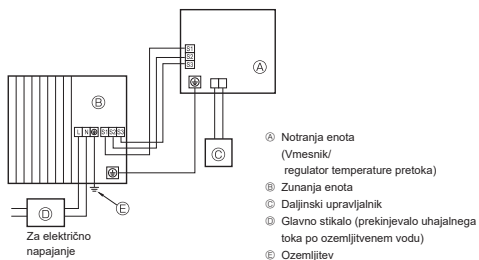 S1
S2
S3
Ⓐ
Ⓑ
L N S1 S2 S3
Ⓒ
Ⓓ
Ⓔ
Za električno
napajanje
Ⓐ Notranja enota
(Vmesnik/
regulator temperature pretoka)
Ⓑ Zunanja enota
Ⓒ Daljinski upravljalnik
Ⓓ Glavno stikalo (prekinjevalo uhajalnega
toka po ozemljitvenem vodu)
Ⓔ Ozemljitev